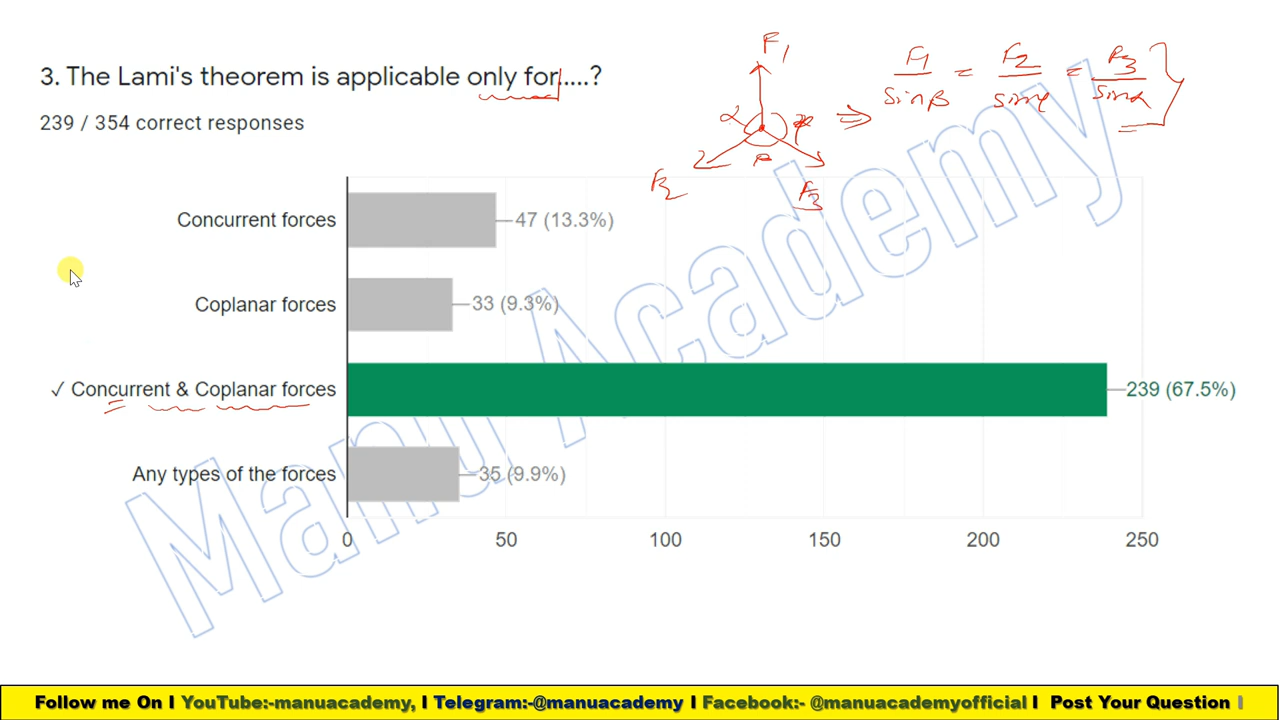 3. The Lami's theorem is applicable only for.....?
239 / 354 correct responses
F1
α
β
F2
F3
⇒ F1/sinβ = F2/sinγ = F3/sinα
Concurrent forces
47 (13.3%)
Coplanar forces
33 (9.3%)
✓ Concurrent & Coplanar forces
239 (67.5%)
Any types of the forces
35 (9.9%)
0 50 100 150 200 250
Manu Academy
Follow me On I YouTube:-manuacademy, I Telegram:-@manuacademy I Facebook:- @manuacademyofficial I Post Your Question I